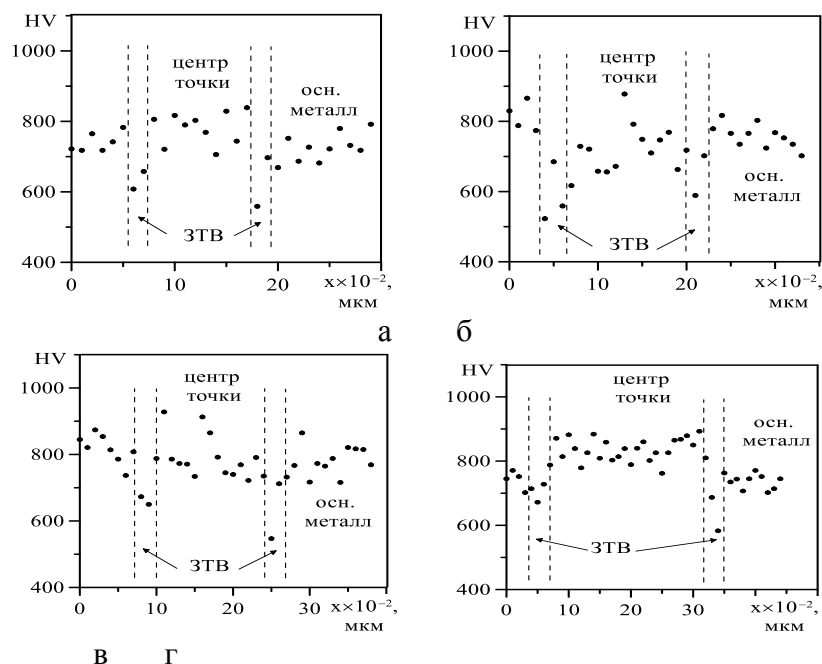 HV
1000
800
600
400
центр
точки
осн.
металл
ЗТВ
0 10 20
x×10⁻²,
мкм
а
HV
1000
800
600
400
центр
точки
осн.
металл
ЗТВ
0 10 20
x×10⁻²,
мкм
б
HV
1000
800
600
400
центр
точки
осн.
металл
ЗТВ
0 10 20 30
x×10⁻²,
мкм
HV
1000
800
600
400
центр
точки
осн.
металл
ЗТВ
0 10 20 30
x×10⁻²,
мкм
в г